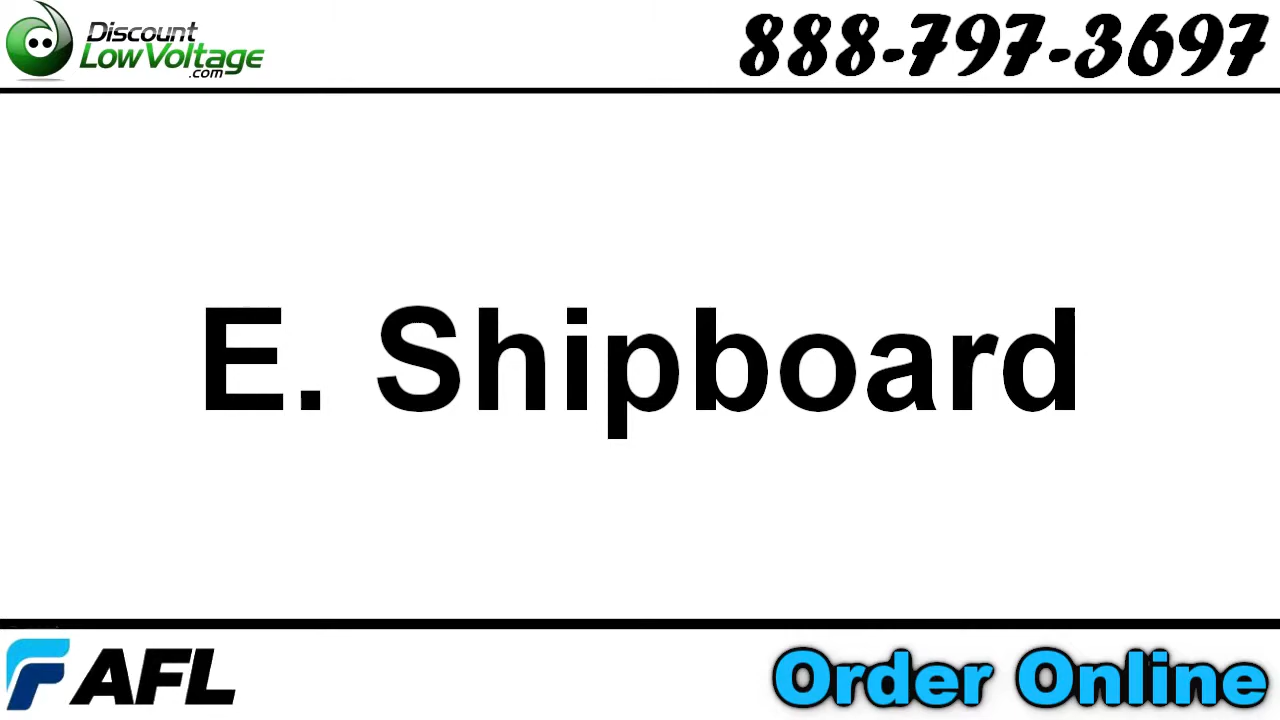 Discount
LowVoltage
.com
888-797-3697
E. Shipboard
AFL
Order Online